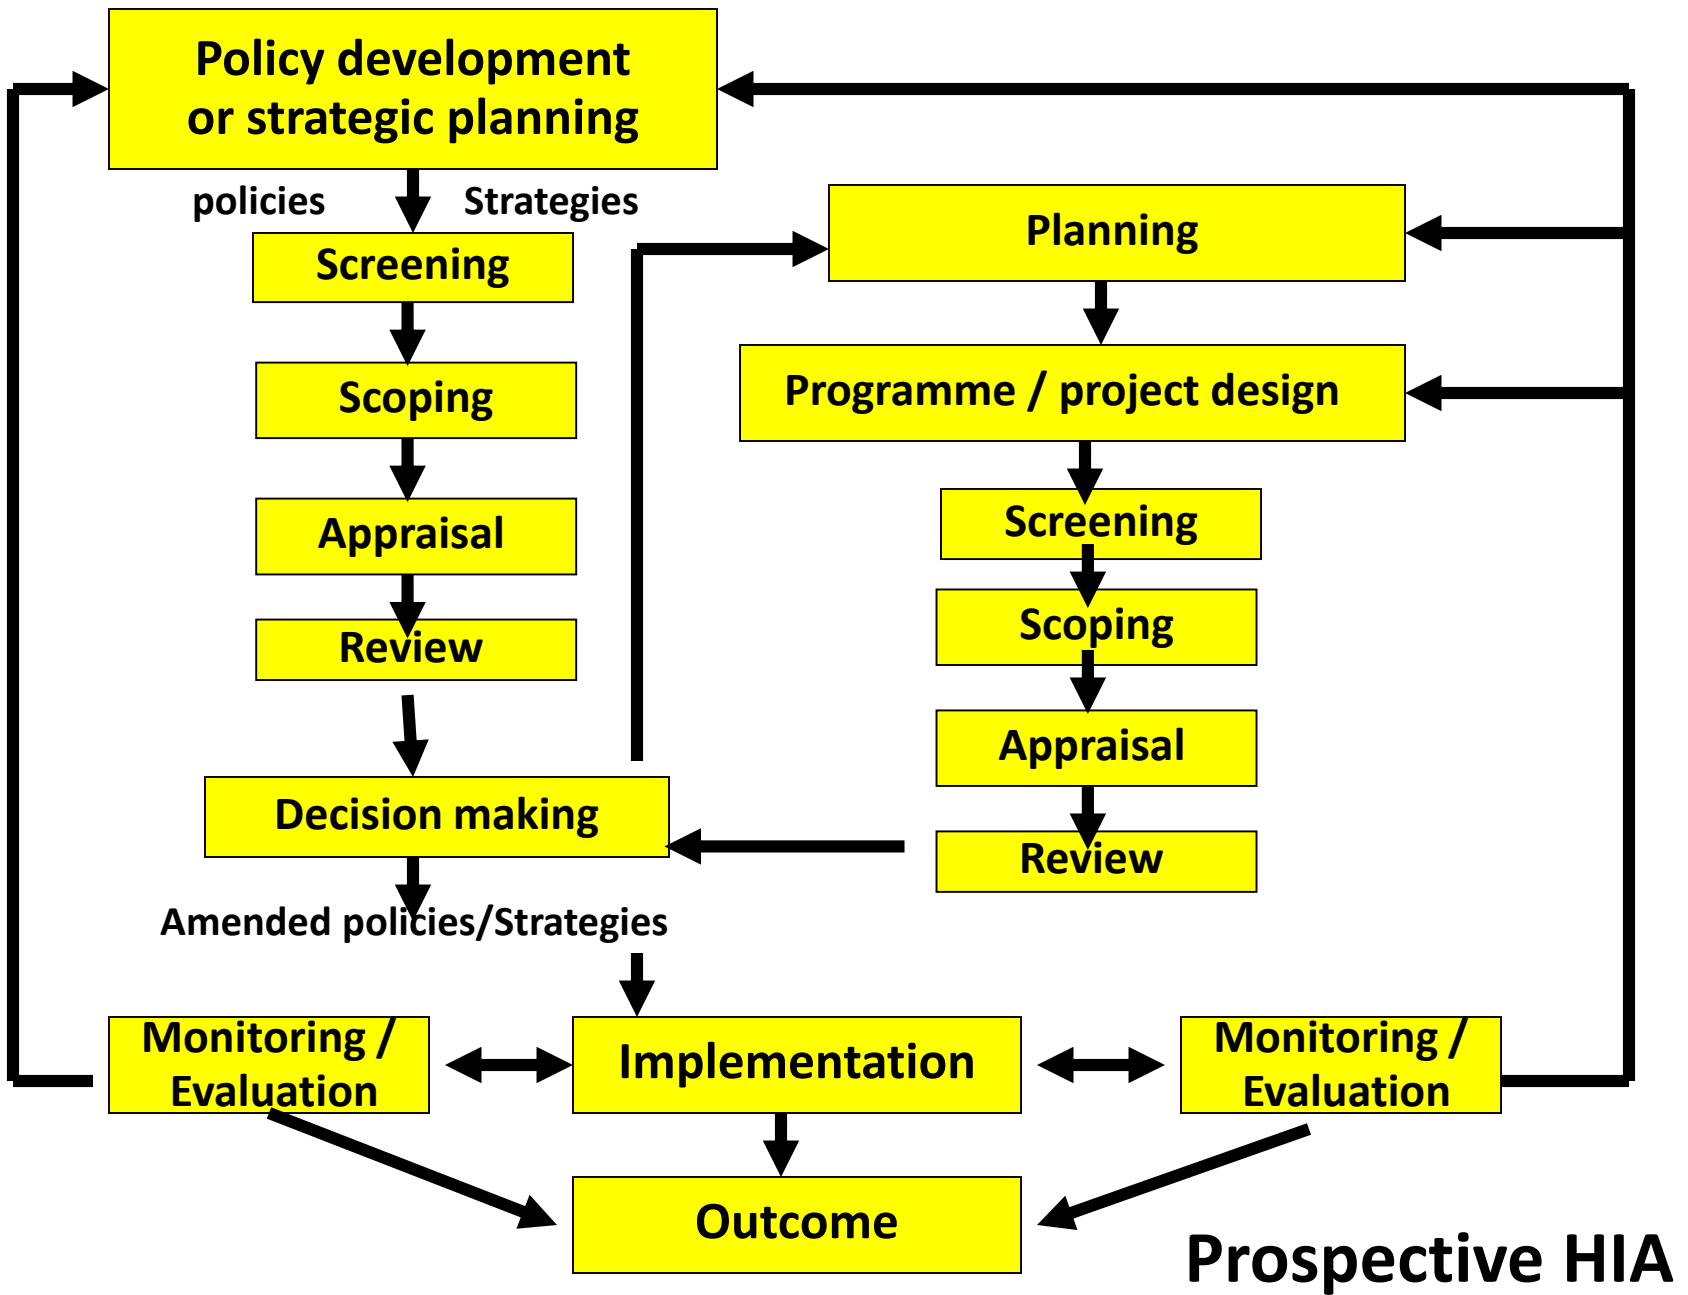 Policy development
or strategic planning
policies
Strategies
Screening
Scoping
Appraisal
Review
Decision making
Amended policies/Strategies
Planning
Programme / project design
Screening
Scoping
Appraisal
Review
Monitoring /
Evaluation
Implementation
Monitoring /
Evaluation
Outcome
Prospective HIA